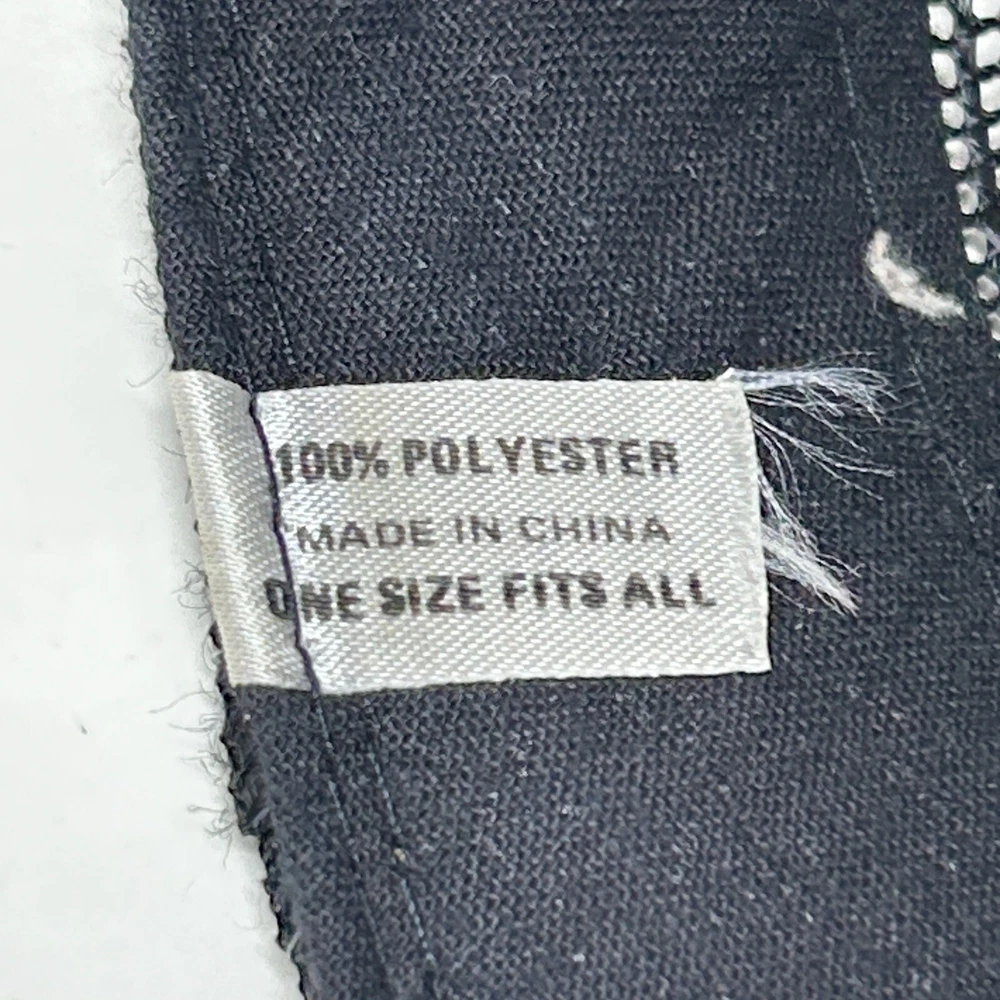 100% POLYESTER
MADE IN CHINA
ONE SIZE FITS ALL